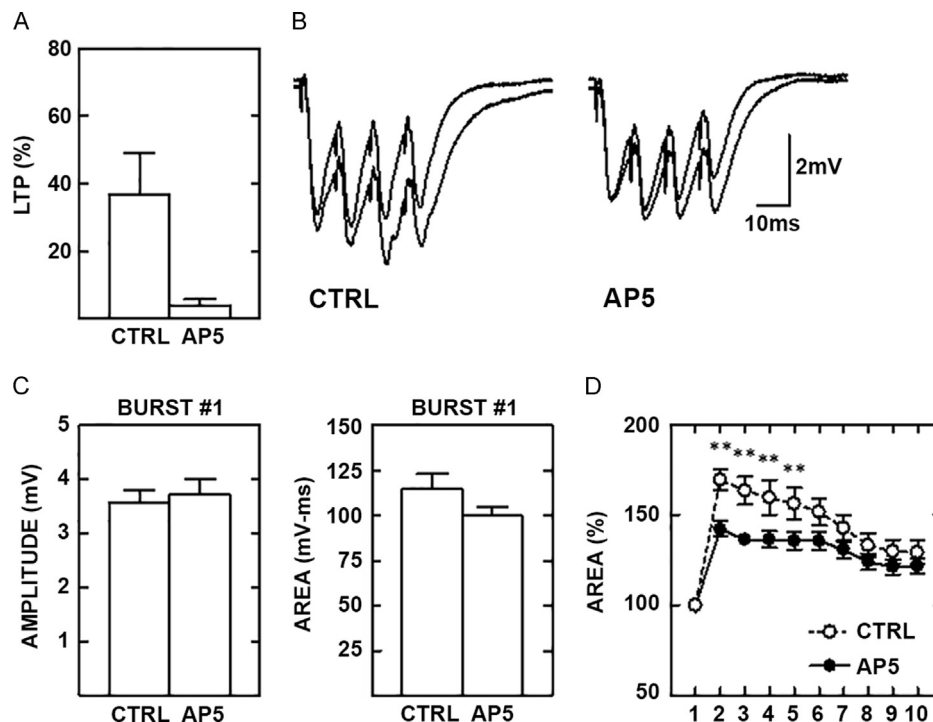 A
B
80
60
40
20
LTP (%)
CTRL AP5
CTRL
AP5
2mV
10ms
C
D
BURST #1
5
4
3
2
1
AMPLITUDE (mV)
CTRL AP5
BURST #1
150
125
100
75
50
25
AREA (mV-ms)
CTRL AP5
200
150
100
50
AREA (%)
** ** ** **
CTRL
AP5
1 2 3 4 5 6 7 8 9 10